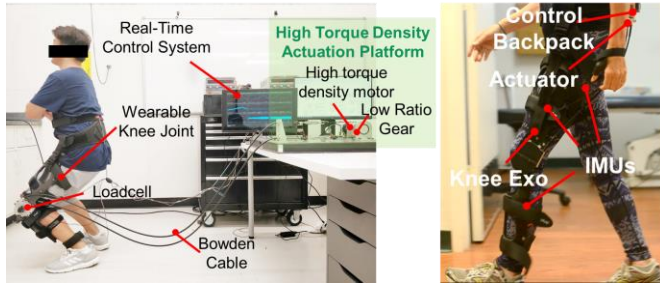 Real-Time
Control System
High Torque Density
Actuation Platform
High torque
density motor
Low Ratio
Gear
Wearable
Knee Joint
Loadcell
Bowden
Cable
Control
Backpack
Actuator
Knee Exo
IMUs